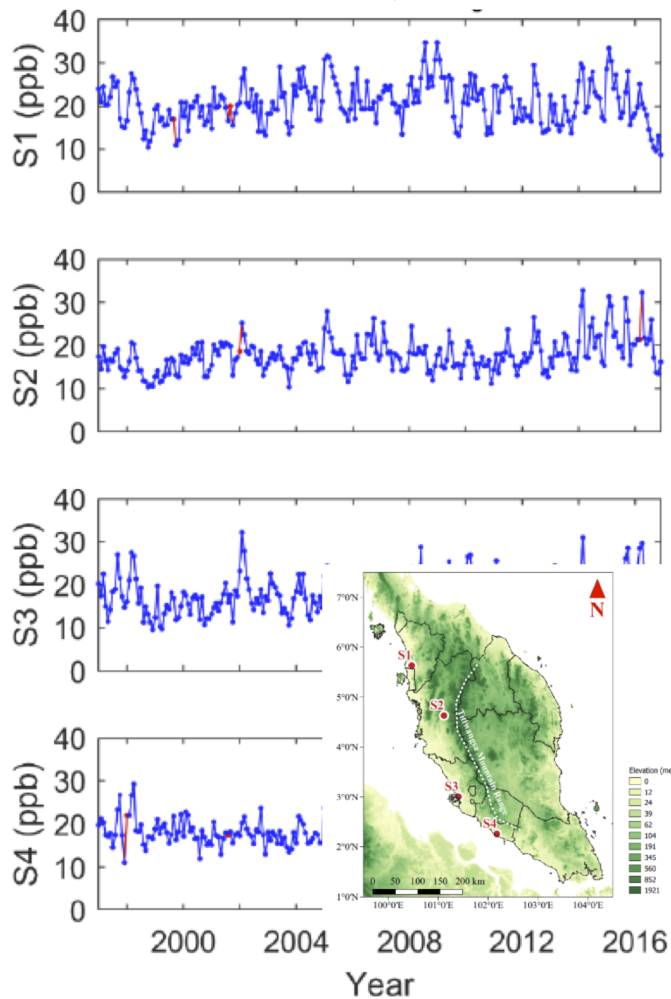 40
30
20
10
0
S1 (ppb)
40
30
20
10
0
S2 (ppb)
40
30
20
10
0
S3 (ppb)
40
30
20
10
0
S4 (ppb)
2000 2004 2008 2012 2016
Year
N
7°0'N
6°0'N
5°0'N
4°0'N
3°0'N
2°0'N
1°0'N
S1
S2
S3
S4
Titiwangsa Mountain Range
0 50 100 150 200 km
100°0'E 101°0'E 102°0'E 103°0'E 104°0'E
Elevation (me
0
12
24
39
62
104
191
345
560
852
1921